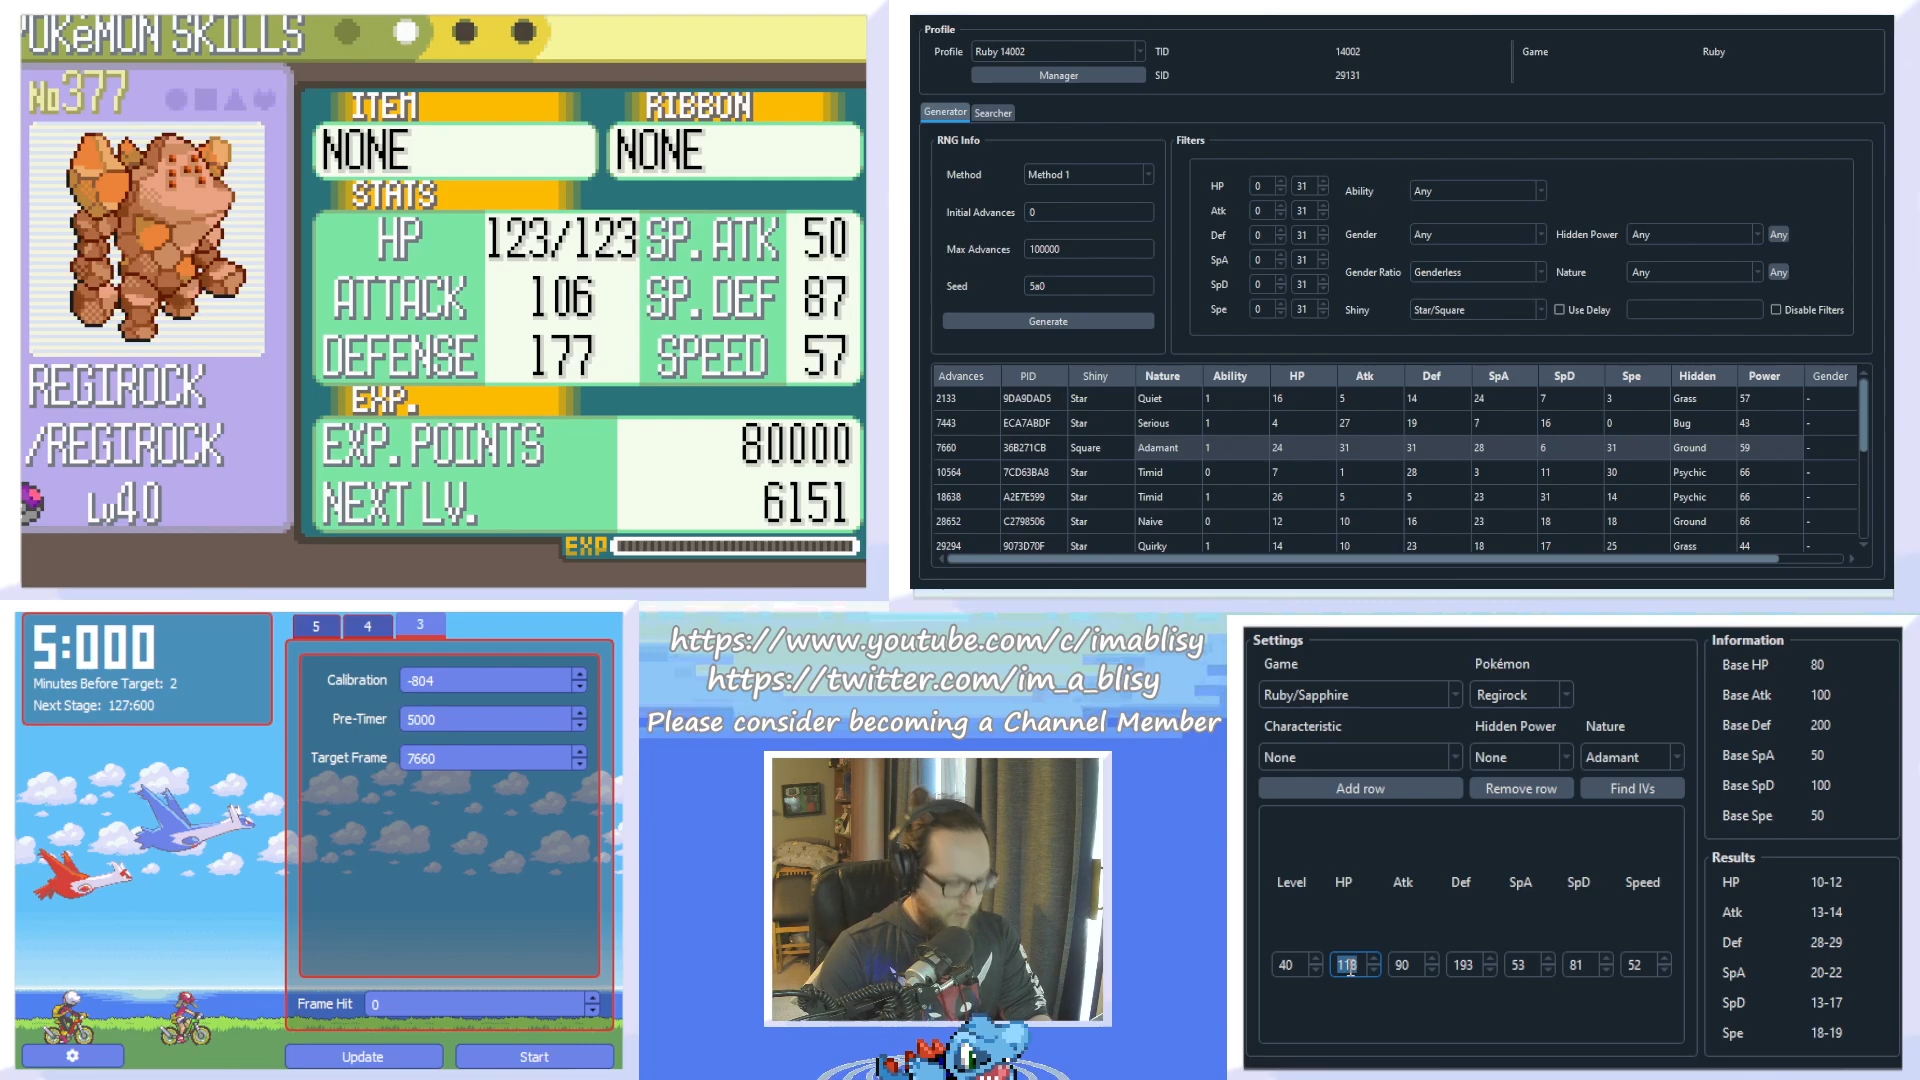 POKéMON SKILLS
No377
ITEM
RIBBON
NONE
NONE
STATS
HP
123/123
SP.ATK
50
ATTACK
106
SP.DEF
87
DEFENSE
177
SPEED
57
EXP.
EXP.POINTS
80000
NEXT LV.
6151
EXP
REGIROCK
/REGIROCK
Lv40
Profile
Profile Ruby 14002 TID 14002 Game Ruby
Manager SID 29131
Generator Searcher
RNG Info
Method Method 1
Initial Advances 0
Max Advances 100000
Seed 5a0
Generate
Filters
HP 0 31
Atk 0 31
Def 0 31
SpA 0 31
SpD 0 31
Spe 0 31
Ability Any
Gender Any Hidden Power Any Any
Gender Ratio Genderless Nature Any Any
Shiny Star/Square Use Delay Disable Filters
Advances PID Shiny Nature Ability HP Atk Def SpA SpD Spe Hidden Power Gender
2133 9DA9DAD5 Star Quiet 1 16 5 14 24 7 3 Grass 57 -
7443 ECA7ABDF Star Serious 1 4 27 19 7 16 0 Bug 43 -
7660 36B271CB Square Adamant 1 24 31 31 28 6 31 Ground 59 -
10564 7CD63BA8 Star Timid 0 7 1 28 3 11 30 Psychic 66 -
18638 A2E7E599 Star Timid 1 26 5 5 23 31 14 Psychic 66 -
28652 C2798506 Star Naive 0 12 10 16 23 18 18 Ground 66 -
29294 9073D70F Star Quirky 1 14 10 23 18 17 25 Grass 44 -
5:000
Minutes Before Target: 2
Next Stage: 127:600
5 4 3
Calibration -804
Pre-Timer 5000
Target Frame 7660
Frame Hit 0
Update Start
https://www.youtube.com/c/imablisy
https://twitter.com/im_a_blisy
Please consider becoming a Channel Member
Settings
Game Pokémon
Ruby/Sapphire Regirock
Characteristic Hidden Power Nature
None None Adamant
Add row Remove row Find IVs
Level HP Atk Def SpA SpD Speed
40 118 90 193 53 81 52
Information
Base HP 80
Base Atk 100
Base Def 200
Base SpA 50
Base SpD 100
Base Spe 50
Results
HP 10-12
Atk 13-14
Def 28-29
SpA 20-22
SpD 13-17
Spe 18-19